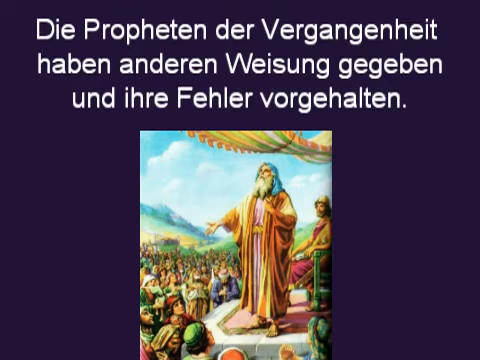 Die Propheten der Vergangenheit
haben anderen Weisung gegeben
und ihre Fehler vorgehalten.